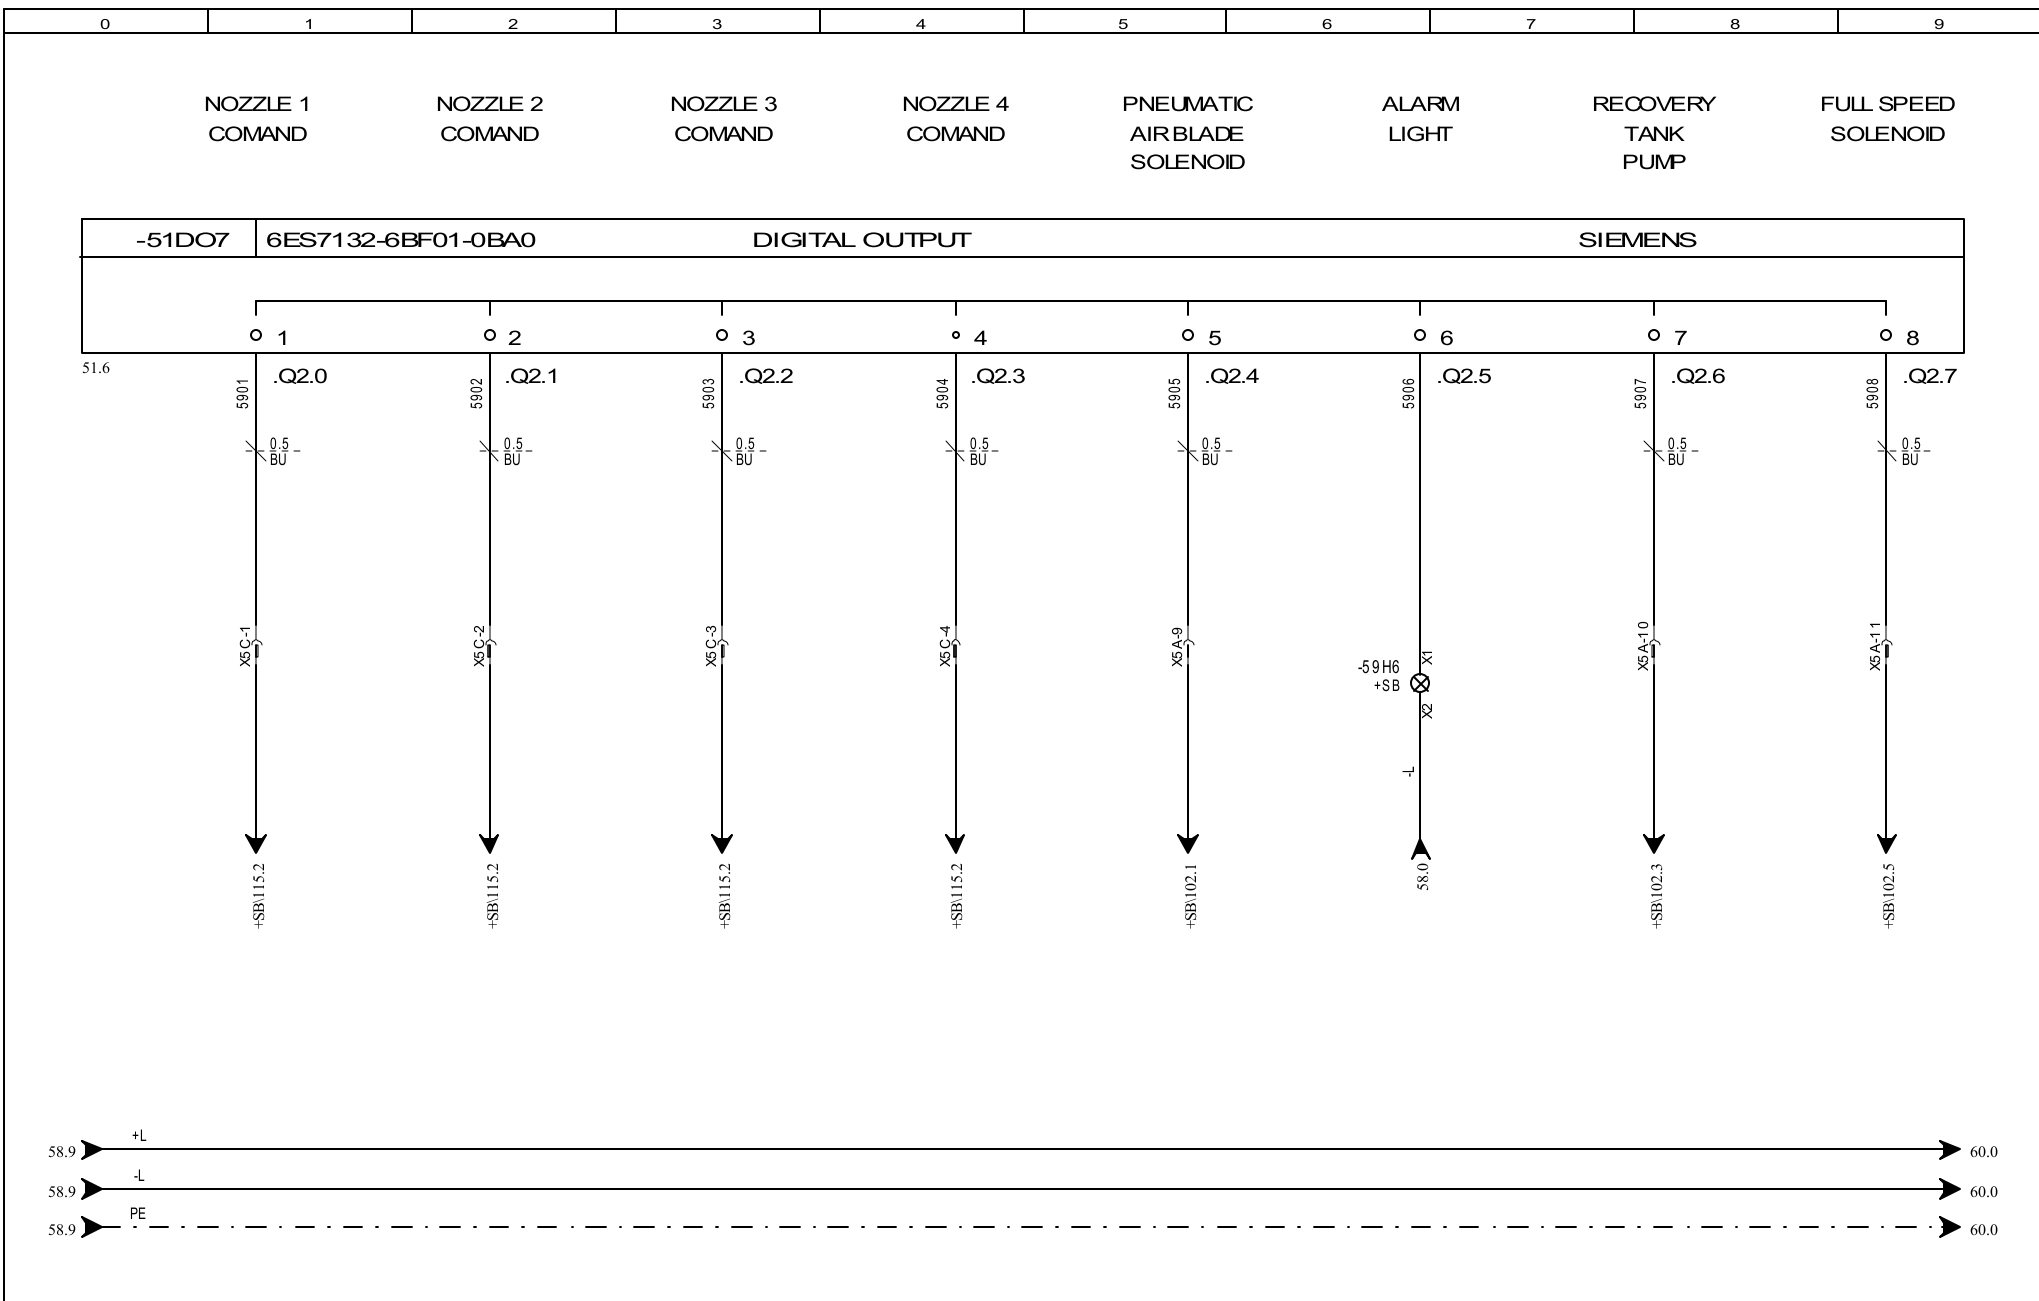 0 1 2 3 4 5 6 7 8 9
NOZZLE 1 NOZZLE 2 NOZZLE 3 NOZZLE 4 PNEUMATIC ALARM RECOVERY FULL SPEED
COMAND COMAND COMAND COMAND AIR BLADE LIGHT TANK SOLENOID
SOLENOID PUMP
-51DO7 6ES7132-6BF01-0BA0 DIGITAL OUTPUT SIEMENS
1 2 3 4 5 6 7 8
51.6
.Q2.0 .Q2.1 .Q2.2 .Q2.3 .Q2.4 .Q2.5 .Q2.6 .Q2.7
5901 5902 5903 5904 5905 5906 5907 5908
0.5 0.5 0.5 0.5 0.5 0.5 0.5
BU BU BU BU BU BU BU
X5C-1 X5C-2 X5C-3 X5C-4 X5A-9 X1 X5A-10 X5A-11
-59H6
+SB
X2
-L
+SB\115.2 +SB\115.2 +SB\115.2 +SB\115.2 +SB\102.1 58.0 +SB\102.3 +SB\102.5
+L
58.9 60.0
-L
58.9 60.0
PE
58.9 60.0